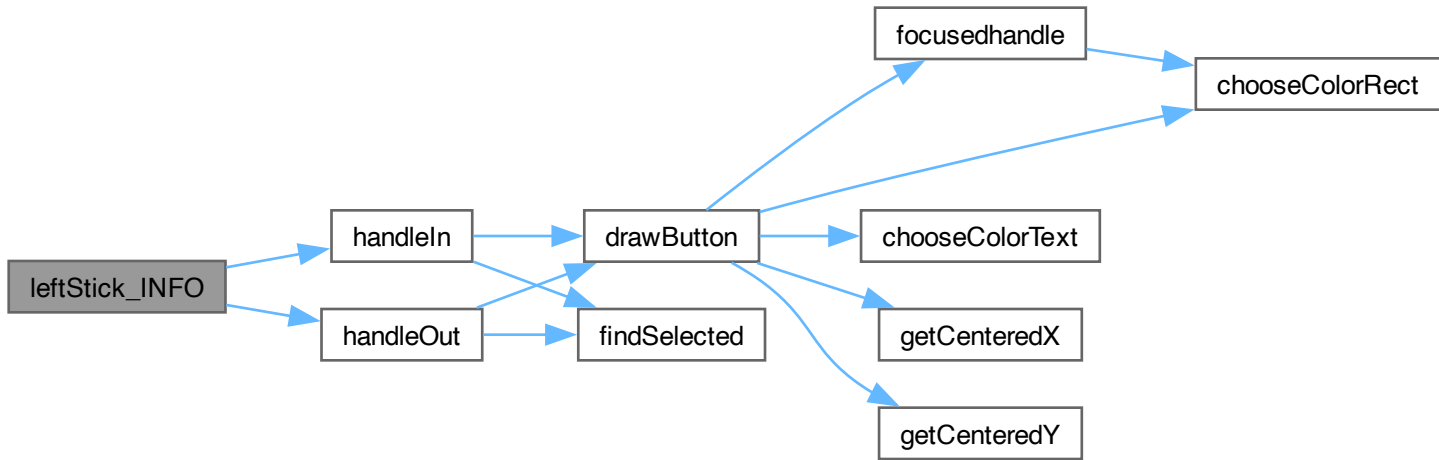 leftStick_INFO
handleIn
handleOut
drawButton
findSelected
focusedhandle
chooseColorRect
chooseColorText
getCenteredX
getCenteredY